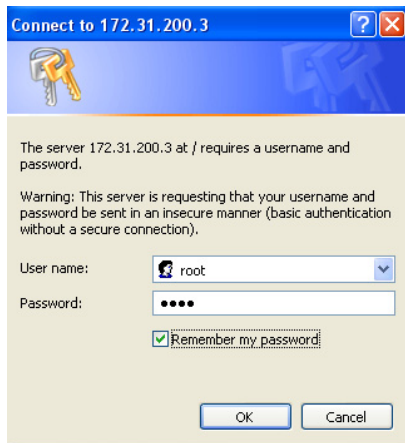 Connect to 172.31.200.3
The server 172.31.200.3 at / requires a username and
password.
Warning: This server is requesting that your username and
password be sent in an insecure manner (basic authentication
without a secure connection).
User name:
root
Password:
••••
Remember my password
OK
Cancel